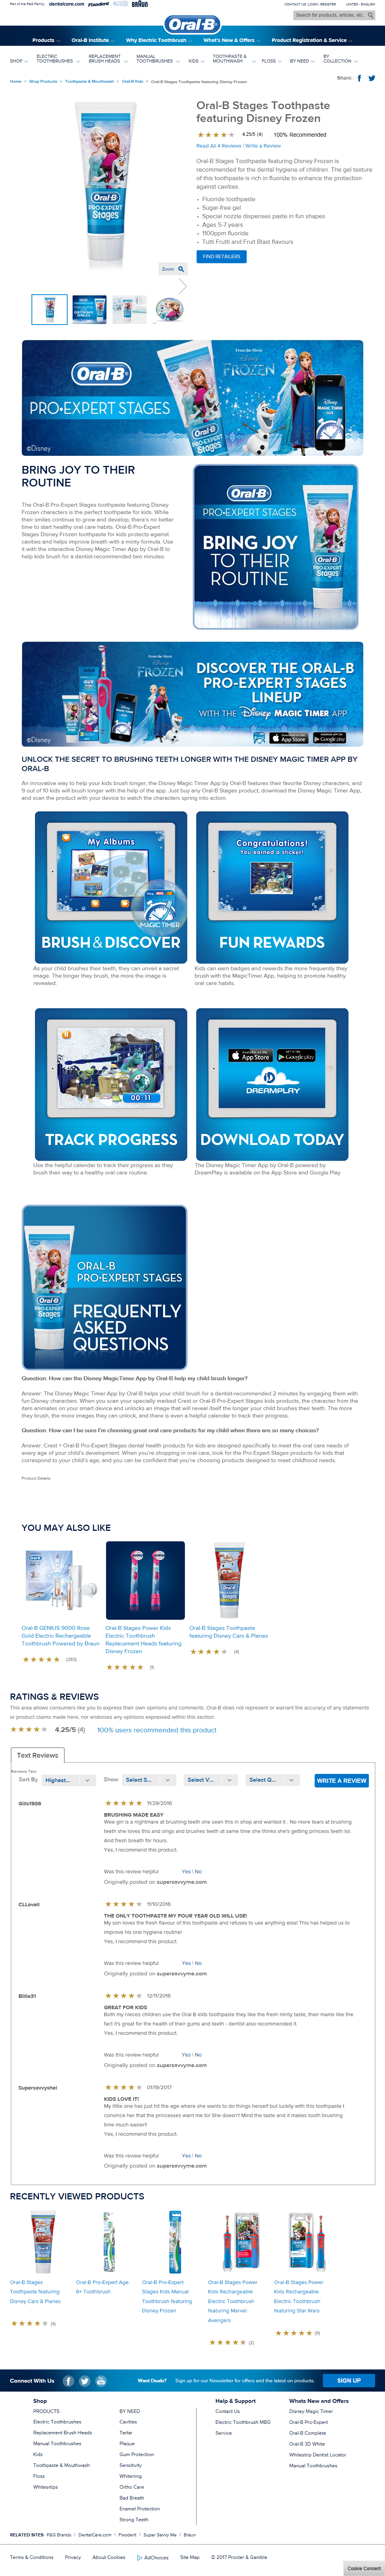 Part of the P&G Family
dentalcare.com
Fixodent
BRAUN
CONTACT US LOGIN REGISTER
UNITED - ENGLISH
Search for products, articles, etc.
Oral-B
Products
Oral-B Institute
Why Electric Toothbrush
What's New & Offers
Product Registration & Service
SHOP
ELECTRIC TOOTHBRUSHES
REPLACEMENT BRUSH HEADS
MANUAL TOOTHBRUSHES
KIDS
TOOTHPASTE & MOUTHWASH
FLOSS
BY NEED
BY COLLECTION
Home > Shop Products > Toothpaste & Mouthwash > Oral-B Kids > Oral-B Stages Toothpaste featuring Disney Frozen
Share:
Oral-B
PRO-EXPERT
Stages
Zoom
Oral-B Stages Toothpaste
featuring Disney Frozen
4.25/5 (4)
100% Recommended
Read All 4 Reviews | Write a Review
Oral-B Stages Toothpaste featuring Disney Frozen is
recommended for the dental hygiene of children. The gel texture
of this toothpaste is rich in fluoride to enhance the protection
against cavities.
• Fluoride toothpaste
• Sugar-free gel
• Special nozzle dispenses paste in fun shapes
• Ages 5-7 years
• 1100ppm fluoride
• Tutti Frutti and Fruit Blast flavours
FIND RETAILERS
Oral-B
PRO-EXPERT STAGES
From the Movie
Disney
FROZEN
©Disney
BRING JOY TO THEIR
ROUTINE
The Oral-B Pro-Expert Stages toothpaste featuring Disney
Frozen characters is the perfect toothpaste for kids. While
their smiles continue to grow and develop, there's no better
time to start healthy oral care habits. Oral-B Pro-Expert
Stages Disney Frozen toothpaste for kids protects against
cavities and helps improve breath with a minty formula. Use
it with the interactive Disney Magic Timer App by Oral-B to
help kids brush for a dentist-recommended two minutes.
Oral-B
PRO-EXPERT STAGES
BRING JOY
TO THEIR
ROUTINE
FROZEN
©Disney
DISCOVER THE ORAL-B
PRO-EXPERT STAGES
LINEUP
WITH THE Disney MAGIC TIMER APP
App Store
Google play
UNLOCK THE SECRET TO BRUSHING TEETH LONGER WITH THE DISNEY MAGIC TIMER APP BY
ORAL-B
An innovative way to help your kids brush longer, the Disney Magic Timer App by Oral-B features their favorite Disney characters, and
9 out of 10 kids will brush longer with the help of the app. Just buy any Oral-B Stages product, download the Disney Magic Timer App,
and scan the product with your device to watch the characters spring into action.
My Albums
MAGIC TIMER
BRUSH & DISCOVER
Congratulations!
You earned a sticker!
FUN REWARDS
As your child brushes their teeth, they can unveil a secret
image. The longer they brush, the more the image is
revealed.
Kids can earn badges and rewards the more frequently they
brush with the MagicTimer App, helping to promote healthy
oral care habits.
00:11
TRACK PROGRESS
App Store
Google play
DREAMPLAY
DOWNLOAD TODAY
Use the helpful calendar to track their progress as they
brush their way to a healthy oral care routine.
The Disney Magic Timer App by Oral-B powered by
DreamPlay is available on the App Store and Google Play
ORAL-B
PRO-EXPERT STAGES
FREQUENTLY
ASKED
QUESTIONS
Question: How can the Disney MagicTimer App by Oral-B help my child brush longer?
Answer: The Disney Magic Timer App by Oral-B helps your child brush for a dentist-recommended 2 minutes by engaging them with
fun Disney characters. When you scan your specially marked Crest or Oral-B Pro-Expert Stages kids products, the character from the
item animates on your screen, revealing more of itself the longer your child brushes their teeth. The more
they brush, the more images they can unlock, and there is even a helpful calendar to track their progress.
Question: How can I be sure I'm choosing great oral care products for my child when there are so many choices?
Answer: Crest + Oral-B Pro-Expert Stages dental health products for kids are designed specifically to meet the oral care needs of
every age of your child's development. When you're shopping in oral care, look for the Pro-Expert Stages products for kids that
correspond to your child's age, and you can be confident that you're choosing products designed to meet childhood needs.
Product Details
YOU MAY ALSO LIKE
Oral-B GENIUS 9000 Rose
Gold Electric Rechargeable
Toothbrush Powered by Braun
Oral-B Stages Power Kids
Electric Toothbrush
Replacement Heads featuring
Disney Frozen
(1)
Oral-B Stages Toothpaste
featuring Disney Cars & Planes
(4)
RATINGS & REVIEWS
This area allows consumers like you to express their own opinions and comments. Oral-B does not represent or warrant the accuracy of any statements
or product claims made here, nor endorses any opinions expressed within this section.
4.25/5 (4)
100% users recommended this product
Text Reviews
Reviews Text
Sort By
Highest...
Show
Select S...
Select V...
Select Q...
WRITE A REVIEW
Gillz1986
11/29/2016
BRUSHING MADE EASY
Wee girl is a nightmare at brushing teeth she seen this in shop and wanted it . No more tears at brushing
teeth she loves this and sings and brushes teeth at same time she thinks she's getting princess teeth lol.
And fresh breath for hours.
Yes, I recommend this product.
Was this review helpful
Yes | No
Originally posted on supersavvyme.com
CLLovell
11/10/2016
THE ONLY TOOTHPASTE MY FOUR YEAR OLD WILL USE!
My son loves the fresh flavour of this toothpaste and refuses to use anything else! This has helped us to
improve his oral hygiene routine!
Yes, I recommend this product.
Was this review helpful
Yes | No
Originally posted on supersavvyme.com
Billie31
12/11/2016
GREAT FOR KIDS
Both my nieces children use the Oral B kids toothpaste they like the fresh minty taste, their mams like the
fact it's great for the health of their gums and teeth - dentist also recommended it.
Yes, I recommend this product.
Was this review helpful
Yes | No
Originally posted on supersavvyme.com
Supersavvyshel
01/19/2017
KIDS LOVE IT!
My little one has just hit the age where she wants to do things herself but luckily with this toothpaste I
chance her that the princesses want me to! She doesn't Mind the taste and it makes both brushing
time much easier!!
Yes, I recommend this product.
Was this review helpful
Yes | No
Originally posted on supersavvyme.com
RECENTLY VIEWED PRODUCTS
Oral-B Stages
Toothpaste featuring
Disney Cars & Planes
(4)
Oral-B Pro-Expert Age
8+ Toothbrush
Oral-B Pro-Expert
Stages Kids Manual
Toothbrush featuring
Disney Frozen
Oral-B Stages Power
Kids Rechargeable
Electric Toothbrush
featuring Marvel
Avengers
Oral-B Stages Power
Kids Rechargeable
Electric Toothbrush
featuring Star Wars
Connect With Us
Want Deals?
Sign up for our Newsletter for offers and the latest on products.
SIGN UP
Shop
PRODUCTS
Electric Toothbrushes
Replacement Brush Heads
Manual Toothbrushes
Kids
Toothpaste & Mouthwash
Floss
Whitestrips
BY NEED
Cavities
Tartar
Plaque
Gum Protection
Sensitivity
Whitening
Ortho Care
Bad Breath
Enamel Protection
Strong Teeth
Help & Support
Contact Us
Electric Toothbrush MBG
Service
Whats New and Offers
Disney Magic Timer
Oral-B Pro-Expert
Oral-B Complete
Oral-B 3D White
Whitestrip Dentist Locator
Manual Toothbrushes
RELATED SITES P&G Brands | DentalCare.com | Fixodent | Super Savvy Me | Braun
Terms & Conditions
Privacy
About Cookies
AdChoices
Site Map
© 2017 Procter & Gamble
Cookie Consent